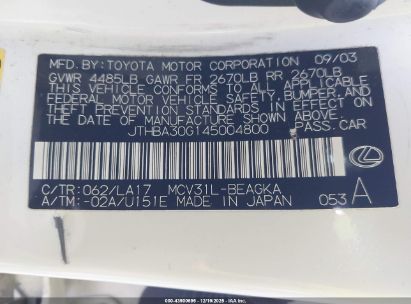 MFD. BY: TOYOTA MOTOR CORPORATION 09/03
GVWR 4485LB GAWR FR 2670LB RR 2670LB
THIS VEHICLE CONFORMS TO ALL APPLICABLE
FEDERAL MOTOR VEHICLE SAFETY, BUMPER, AND
THEFT PREVENTION STANDARDS IN EFFECT ON
THE DATE OF MANUFACTURE SHOWN ABOVE.
JTHBA30G145004800 PASS.CAR
C/TR: 062/LA17 MCV31L-BEAGKA
A/TM: -02A/U151E MADE IN JAPAN 053 A